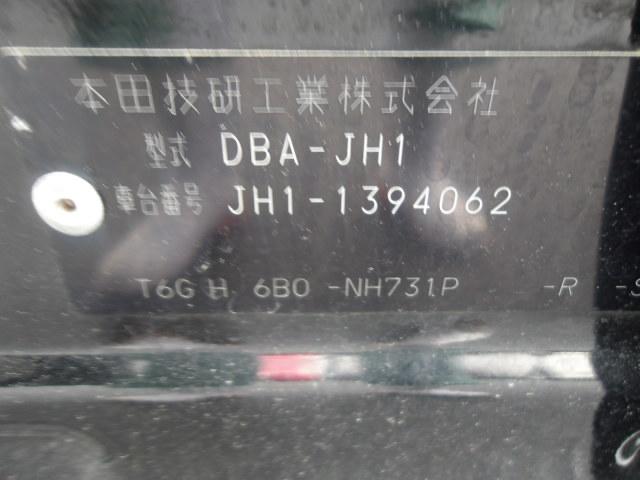 本田技研工業株式会社
型式 DBA-JH1
車台番号 JH1-1394062
T6G H 6B0 -NH731P -R -S